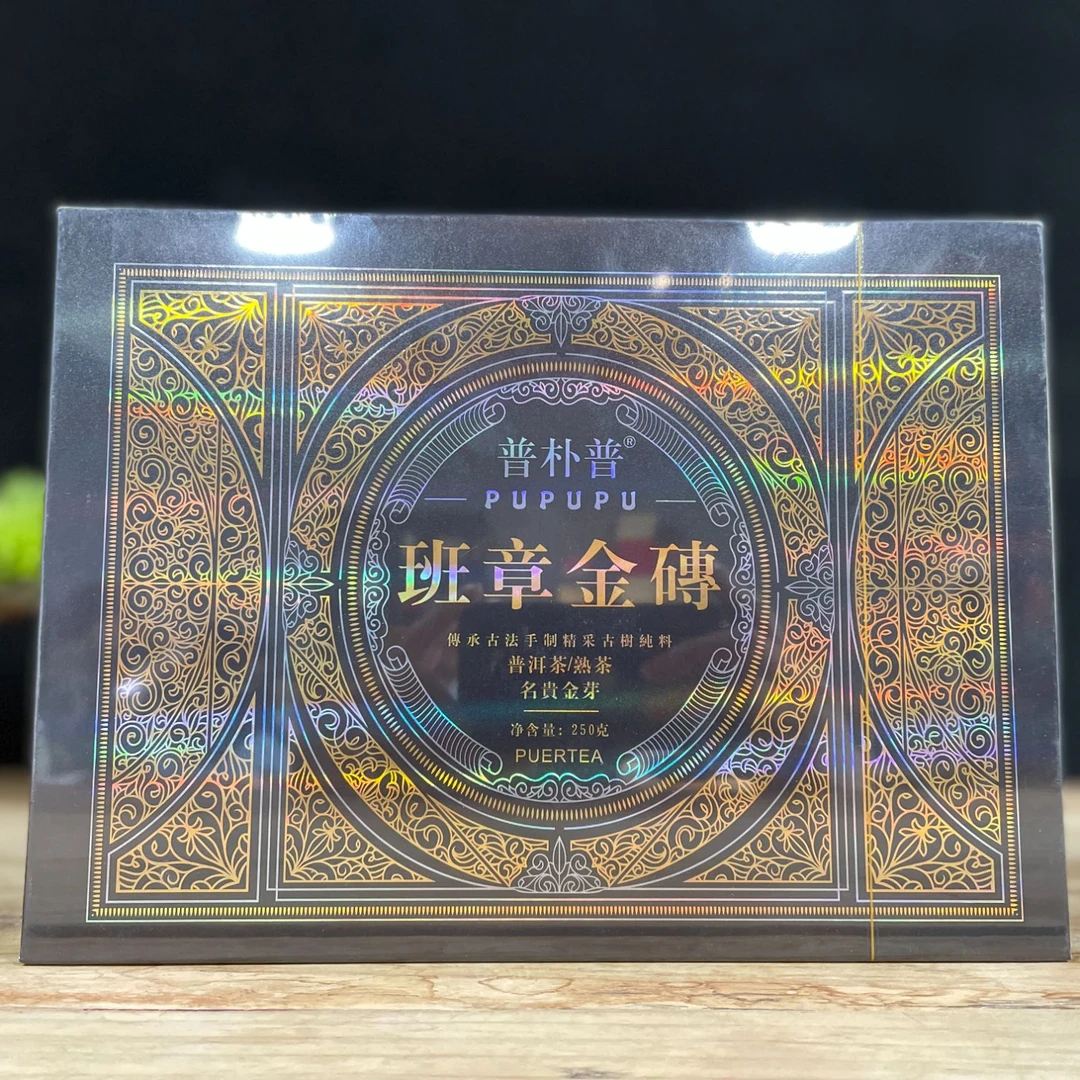 普朴普®
PUPUPU
班章金磚
傳承古法手制精采古樹純料
普洱茶/熟茶
名貴金芽
净含量: 250克
PUERTEA